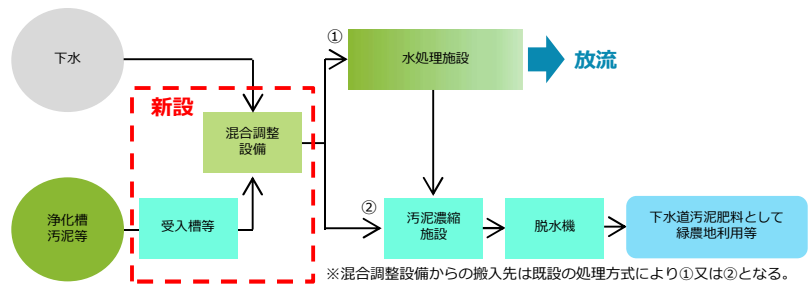 ①
下水
水処理施設
放流
新設
混合調整
設備
②
浄化槽
汚泥等
受入槽等
汚泥濃縮
施設
脱水機
下水道汚泥肥料として
緑農地利用等
※混合調整設備からの搬入先は既設の処理方式により①又は②となる。